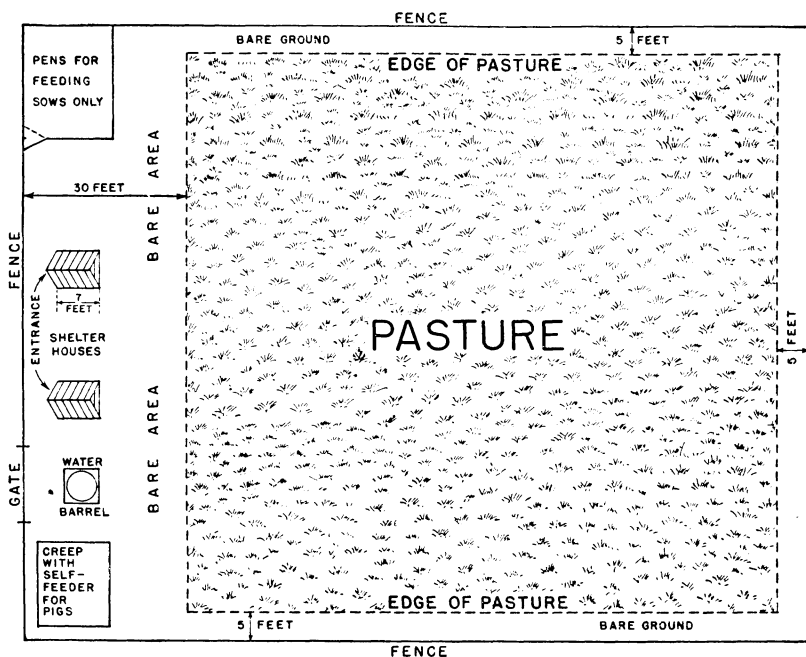 FENCE
BARE GROUND
5 FEET
EDGE OF PASTURE
PENS FOR
FEEDING
SOWS ONLY
BARE AREA
30 FEET
FENCE
ENTRANCE
7
FEET
SHELTER
HOUSES
PASTURE
5 FEET
BARE AREA
GATE
WATER
BARREL
CREEP
WITH
SELF-
FEEDER
FOR
PIGS
EDGE OF PASTURE
5 FEET
BARE GROUND
FENCE